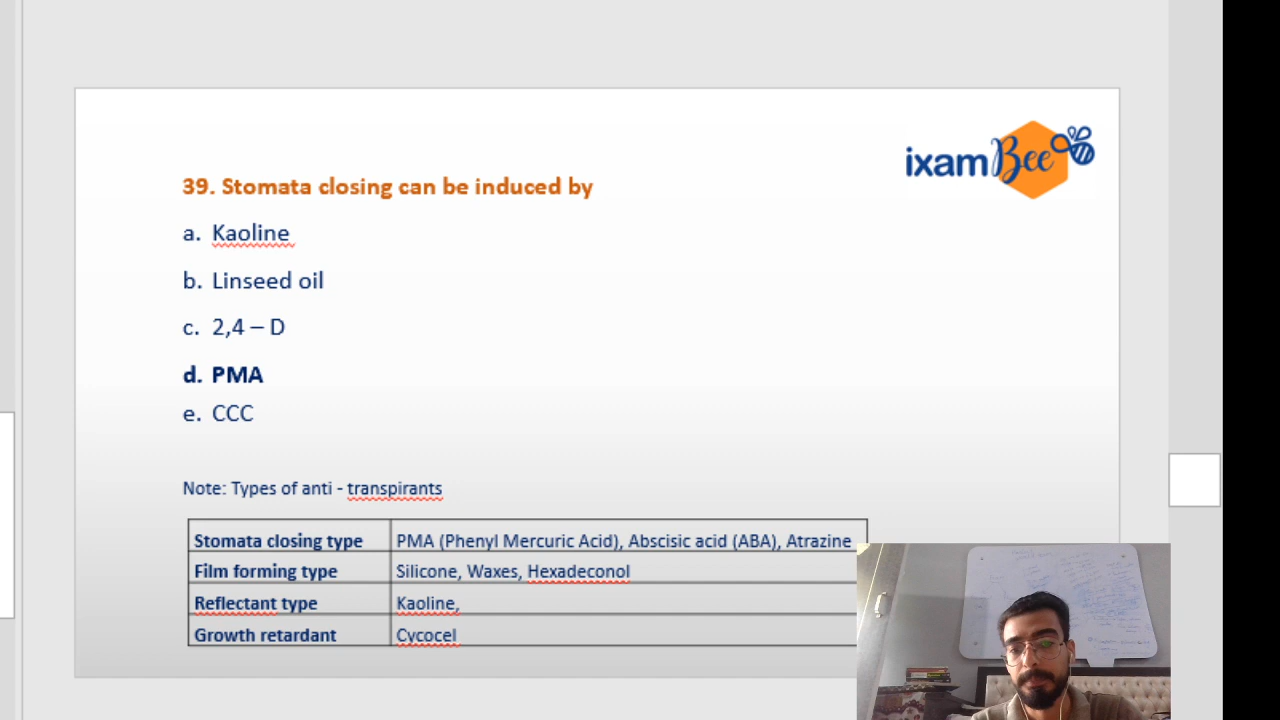 ixamBee
39. Stomata closing can be induced by
a. Kaoline
b. Linseed oil
c. 2,4 – D
d. PMA
e. CCC
Note: Types of anti - transpirants
Stomata closing type PMA (Phenyl Mercuric Acid), Abscisic acid (ABA), Atrazine
Film forming type Silicone, Waxes, Hexadeconol
Reflectant type Kaoline,
Growth retardant Cycocel